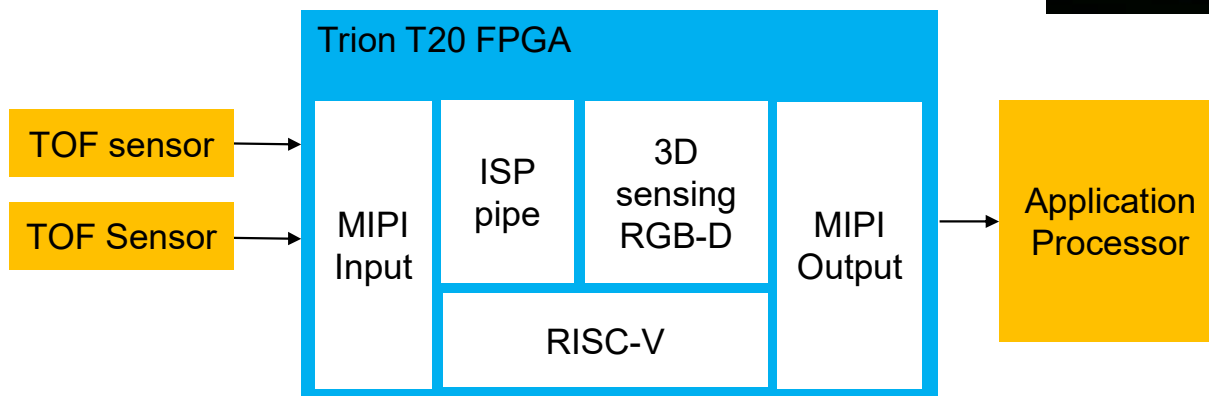 Trion T20 FPGA
TOF sensor
TOF Sensor
MIPI
Input
ISP
pipe
3D
sensing
RGB-D
RISC-V
MIPI
Output
Application
Processor